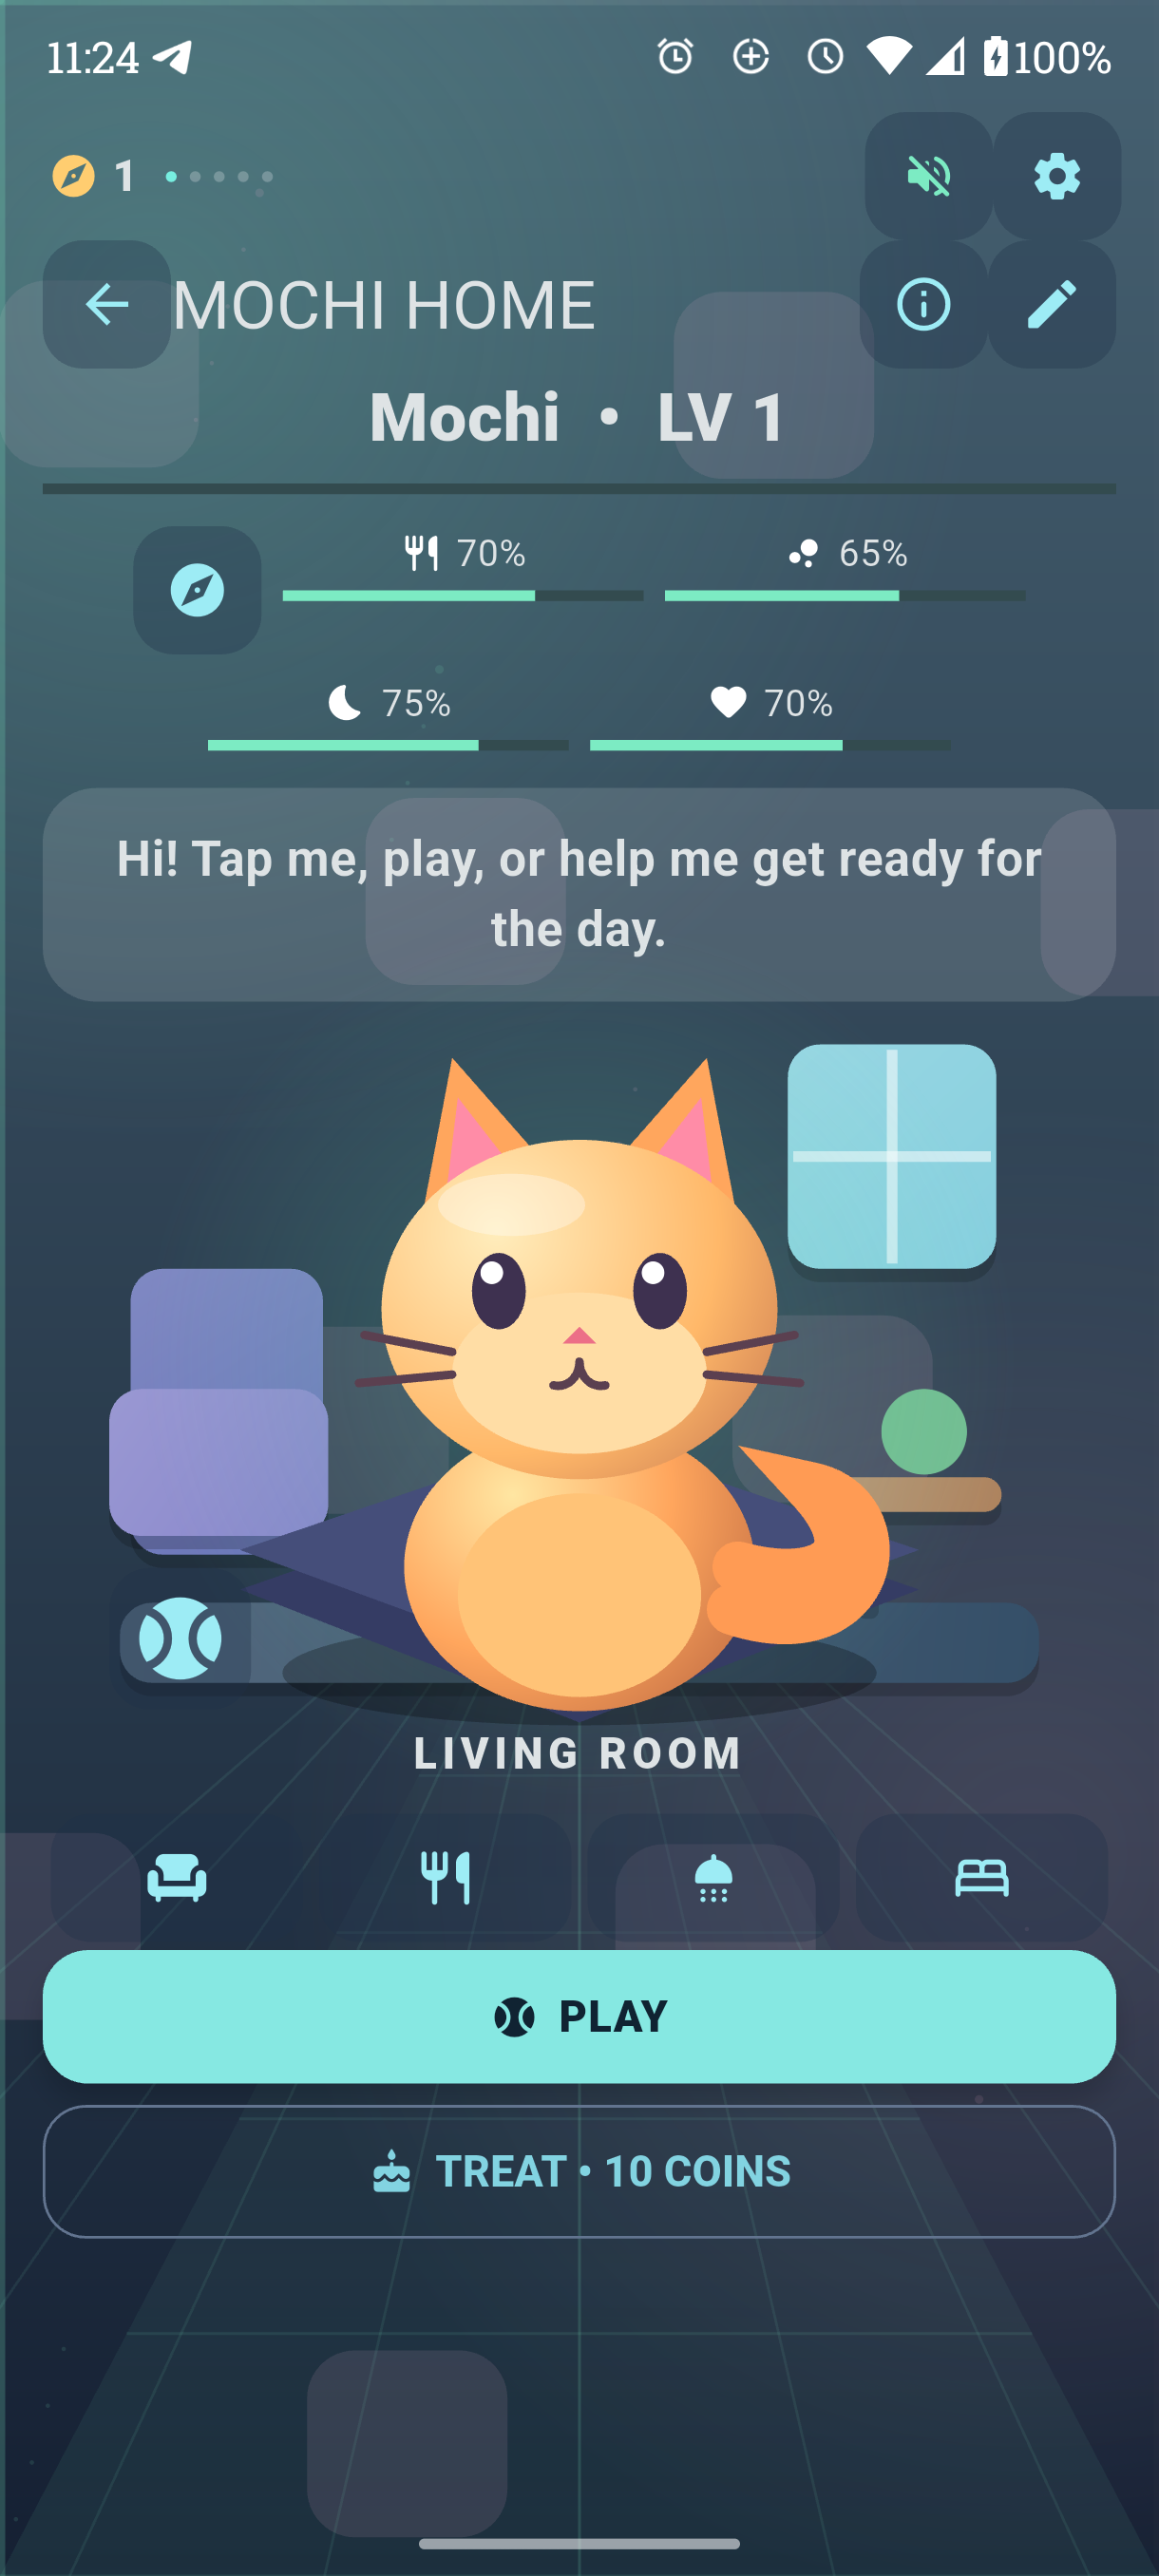 11:24 100%
1
MOCHI HOME
Mochi • LV 1
70% 65%
75% 70%
Hi! Tap me, play, or help me get ready for
the day.
LIVING ROOM
PLAY
TREAT • 10 COINS